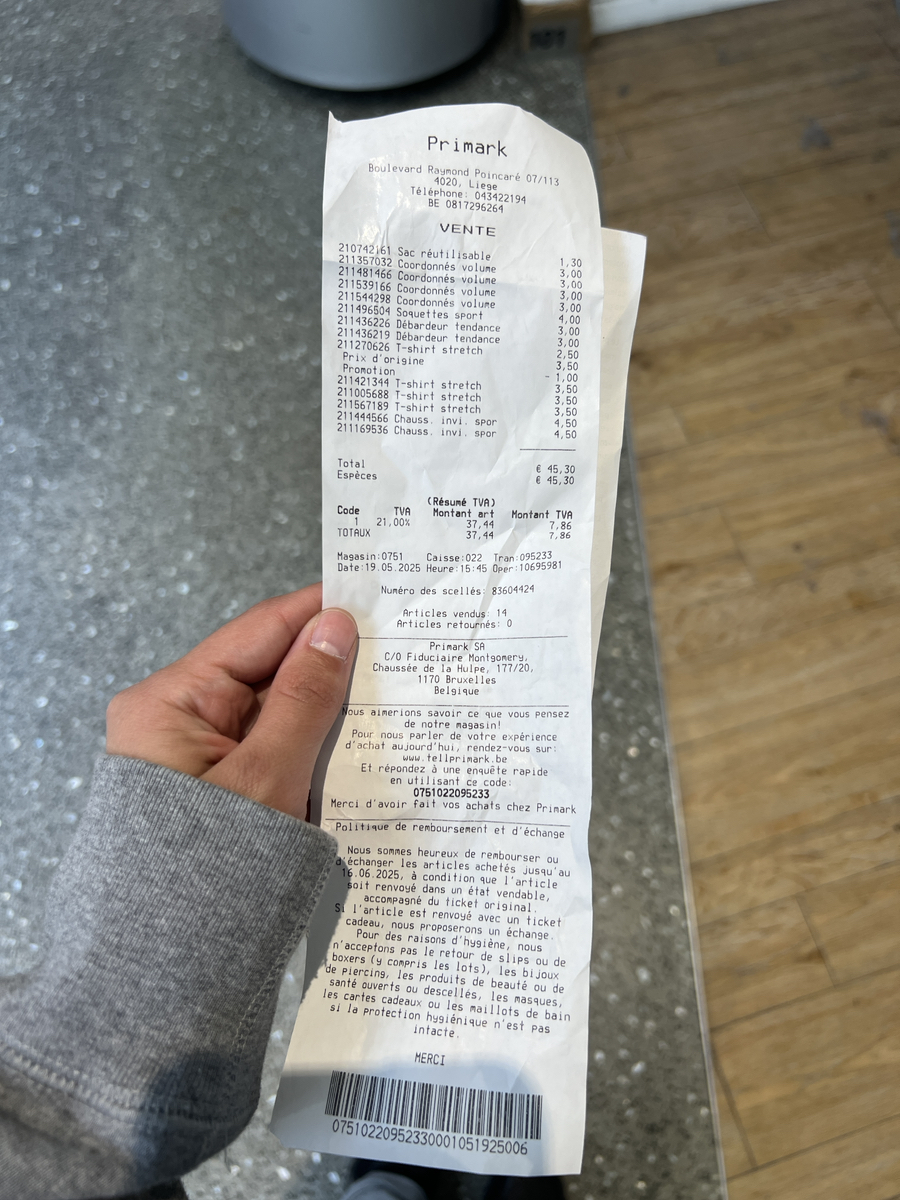 Primark
Boulevard Raymond Poincaré 07/113
4020, Liege
Téléphone: 043422194
BE 0817296264
VENTE
210742161 Sac réutilisable 1,30
211357032 Coordonnés volume 3,00
211481466 Coordonnés volume 3,00
211539166 Coordonnés volume 3,00
211544298 Coordonnés volume 3,00
211496504 Soquettes sport 4,00
211436226 Débardeur tendance 3,00
211436219 Débardeur tendance 3,00
211270626 T-shirt stretch 2,50
Prix d'origine 3,50
Promotion - 1,00
211421344 T-shirt stretch 3,50
211005688 T-shirt stretch 3,50
211567189 T-shirt stretch 3,50
211444566 Chauss. invi. spor 4,50
211169536 Chauss. invi. spor 4,50
Total € 45,30
Espèces € 45,30
(Résumé TVA)
Code TVA Montant art Montant TVA
1 21,00% 37,44 7,86
TOTAUX 37,44 7,86
Magasin:0751 Caisse:022 Tran:095233
Date:19.05.2025 Heure:15:45 Oper:10695981
Numéro des scellés: 83604424
Articles vendus: 14
Articles retournés: 0
Primark SA
C/O Fiduciaire Montgomery,
Chaussée de la Hulpe, 177/20,
1170 Bruxelles
Belgique
Nous aimerions savoir ce que vous pensez
de notre magasin!
Pour nous parler de votre expérience
d'achat aujourd'hui, rendez-vous sur:
www.tellprimark.be
Et répondez à une enquête rapide
en utilisant ce code:
0751022095233
Merci d'avoir fait vos achats chez Primark
Politique de remboursement et d'échange
Nous sommes heureux de rembourser ou
d'échanger les articles achetés jusqu'au
16.06.2025, à condition que l'article
soit renvoyé dans un état vendable,
accompagné du ticket original.
Si l'article est renvoyé avec un ticket
cadeau, nous proposerons un échange.
Pour des raisons d'hygiène, nous
n'acceptons pas le retour de slips ou de
boxers (y compris les lots), les bijoux
de piercing, les produits de beauté ou de
santé ouverts ou descellés, les masques,
les cartes cadeaux ou les maillots de bain
si la protection hygiénique n'est pas
intacte.
MERCI
07510220952330001051925006